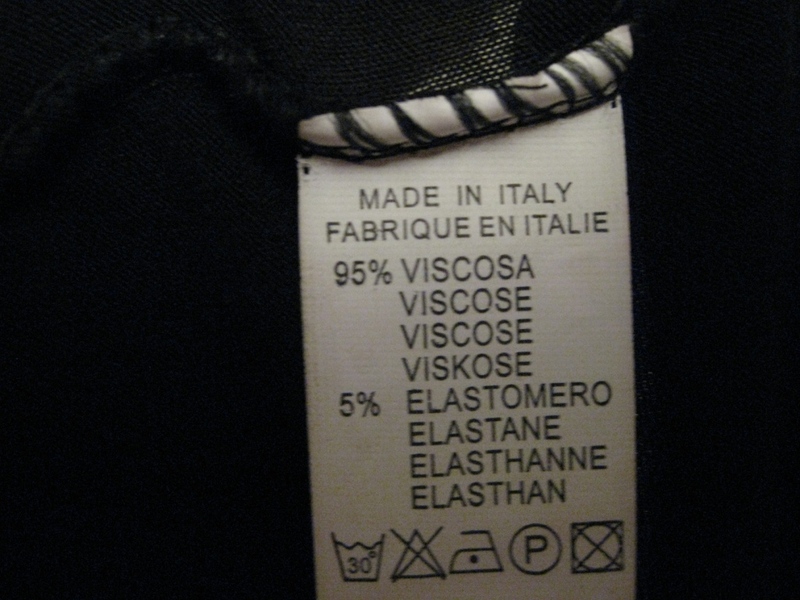 MADE IN ITALY
FABRIQUE EN ITALIE
95% VISCOSA
VISCOSE
VISCOSE
VISKOSE
5% ELASTOMERO
ELASTANE
ELASTHANNE
ELASTHAN
30° P